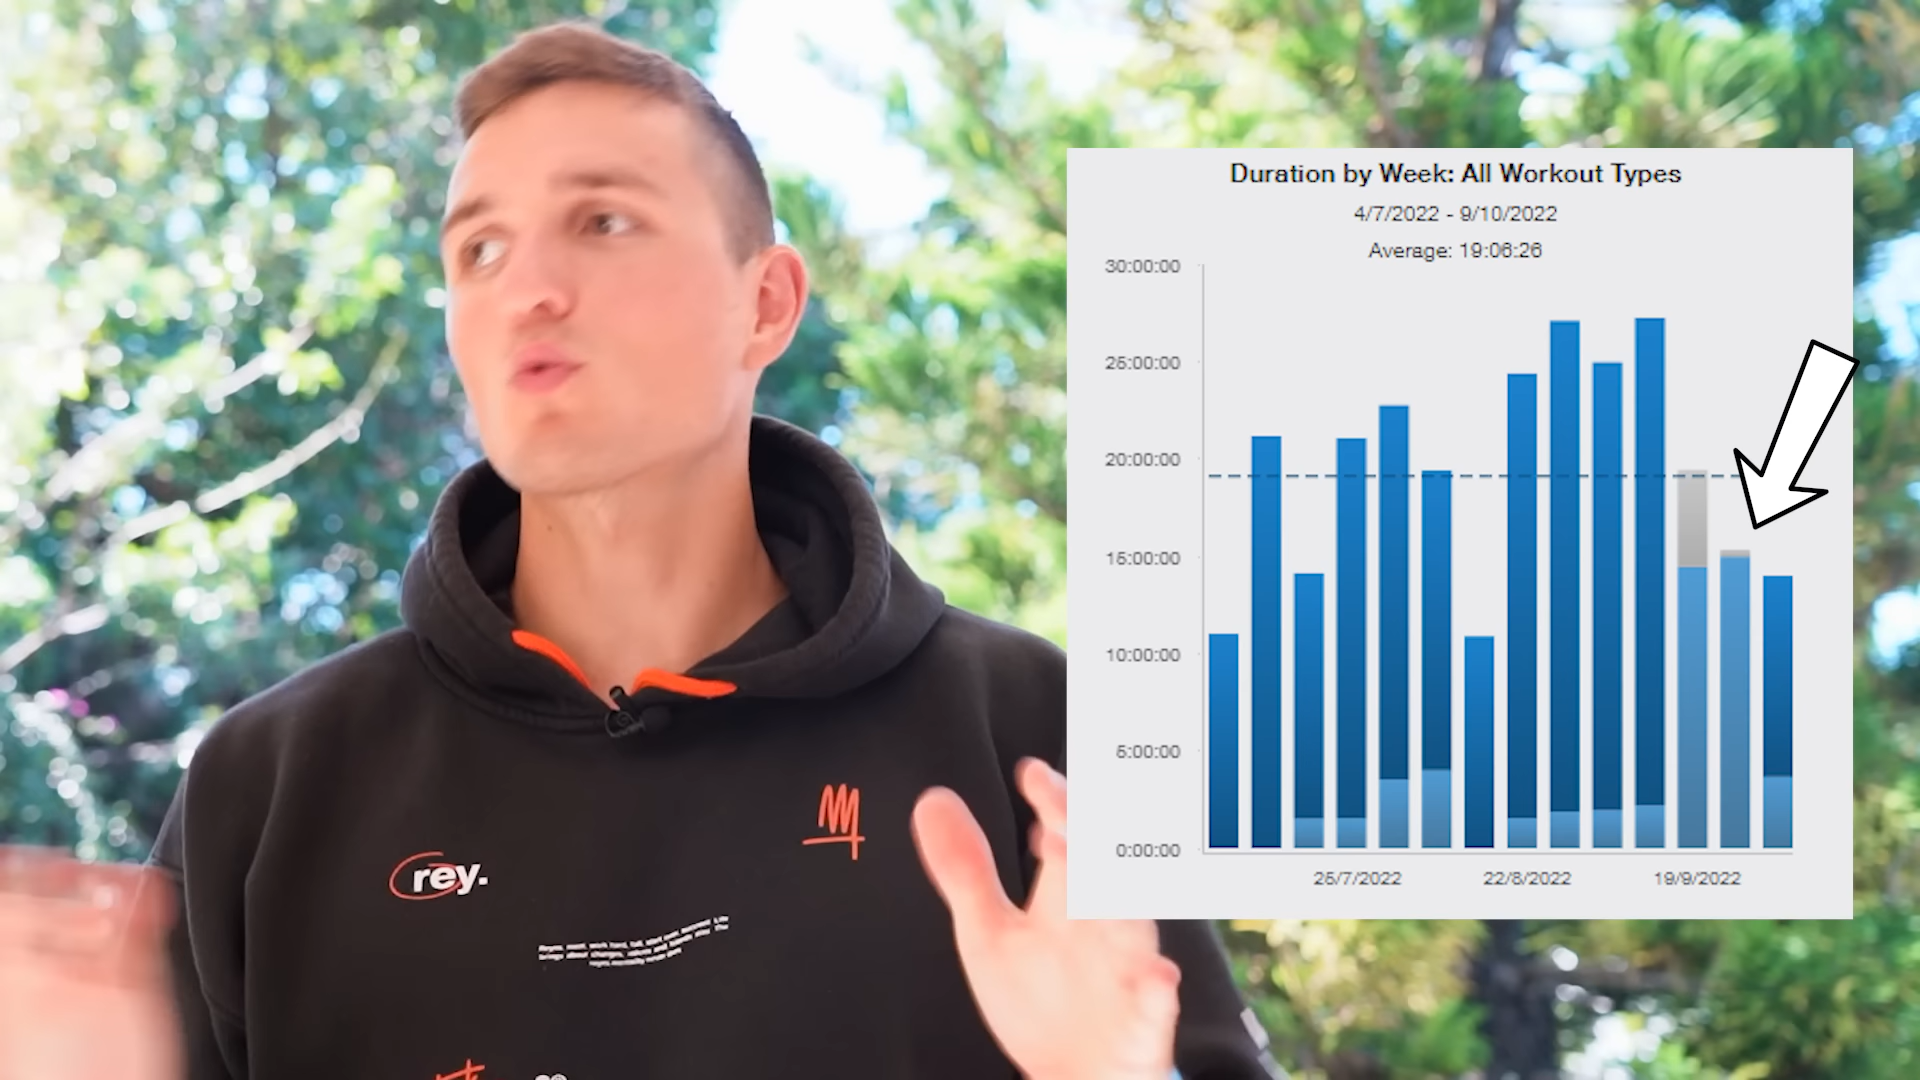 Duration by Week: All Workout Types
4/7/2022 - 9/10/2022
Average: 19:06:26
30:00:00
25:00:00
20:00:00
15:00:00
10:00:00
5:00:00
0:00:00
25/7/2022
22/8/2022
19/9/2022
rey.